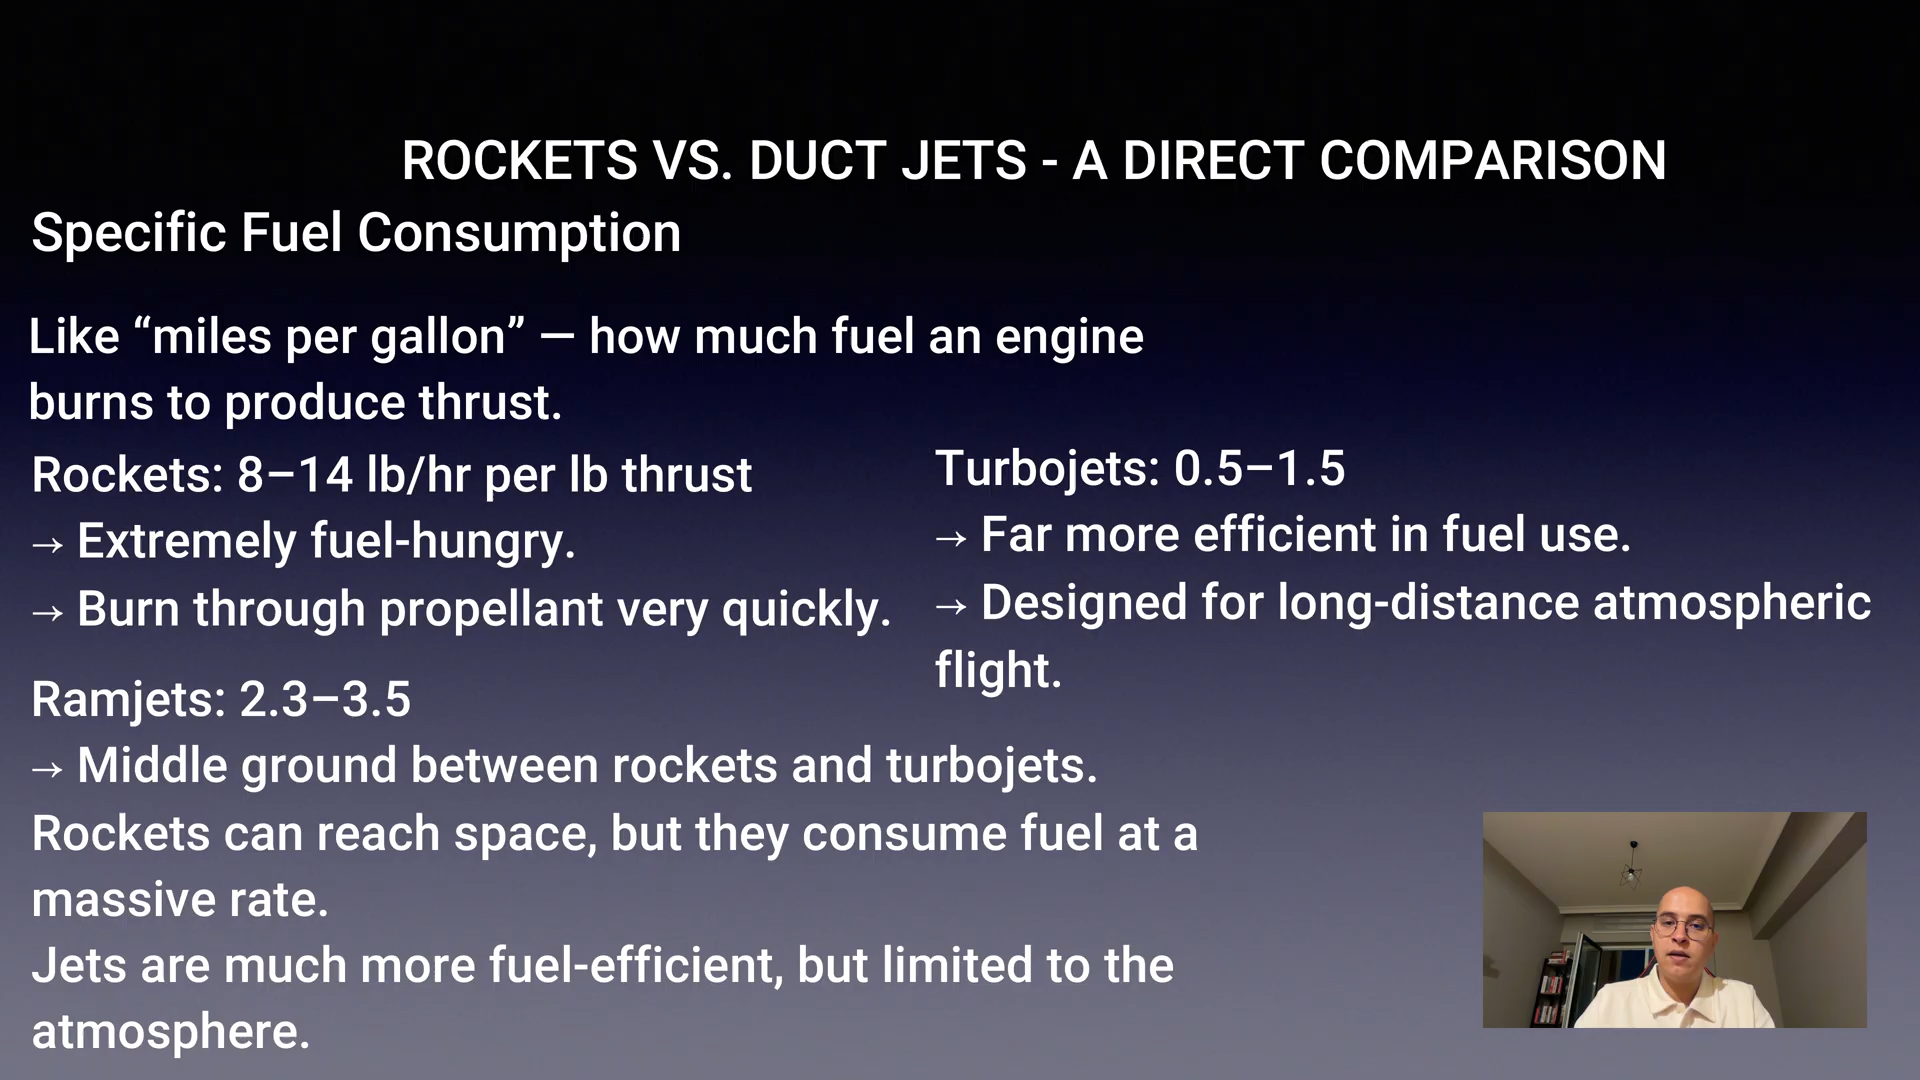 ROCKETS VS. DUCT JETS - A DIRECT COMPARISON
Specific Fuel Consumption
Like “miles per gallon” — how much fuel an engine
burns to produce thrust.
Rockets: 8–14 lb/hr per lb thrust
→ Extremely fuel-hungry.
→ Burn through propellant very quickly.
Turbojets: 0.5–1.5
→ Far more efficient in fuel use.
→ Designed for long-distance atmospheric
flight.
Ramjets: 2.3–3.5
→ Middle ground between rockets and turbojets.
Rockets can reach space, but they consume fuel at a
massive rate.
Jets are much more fuel-efficient, but limited to the
atmosphere.